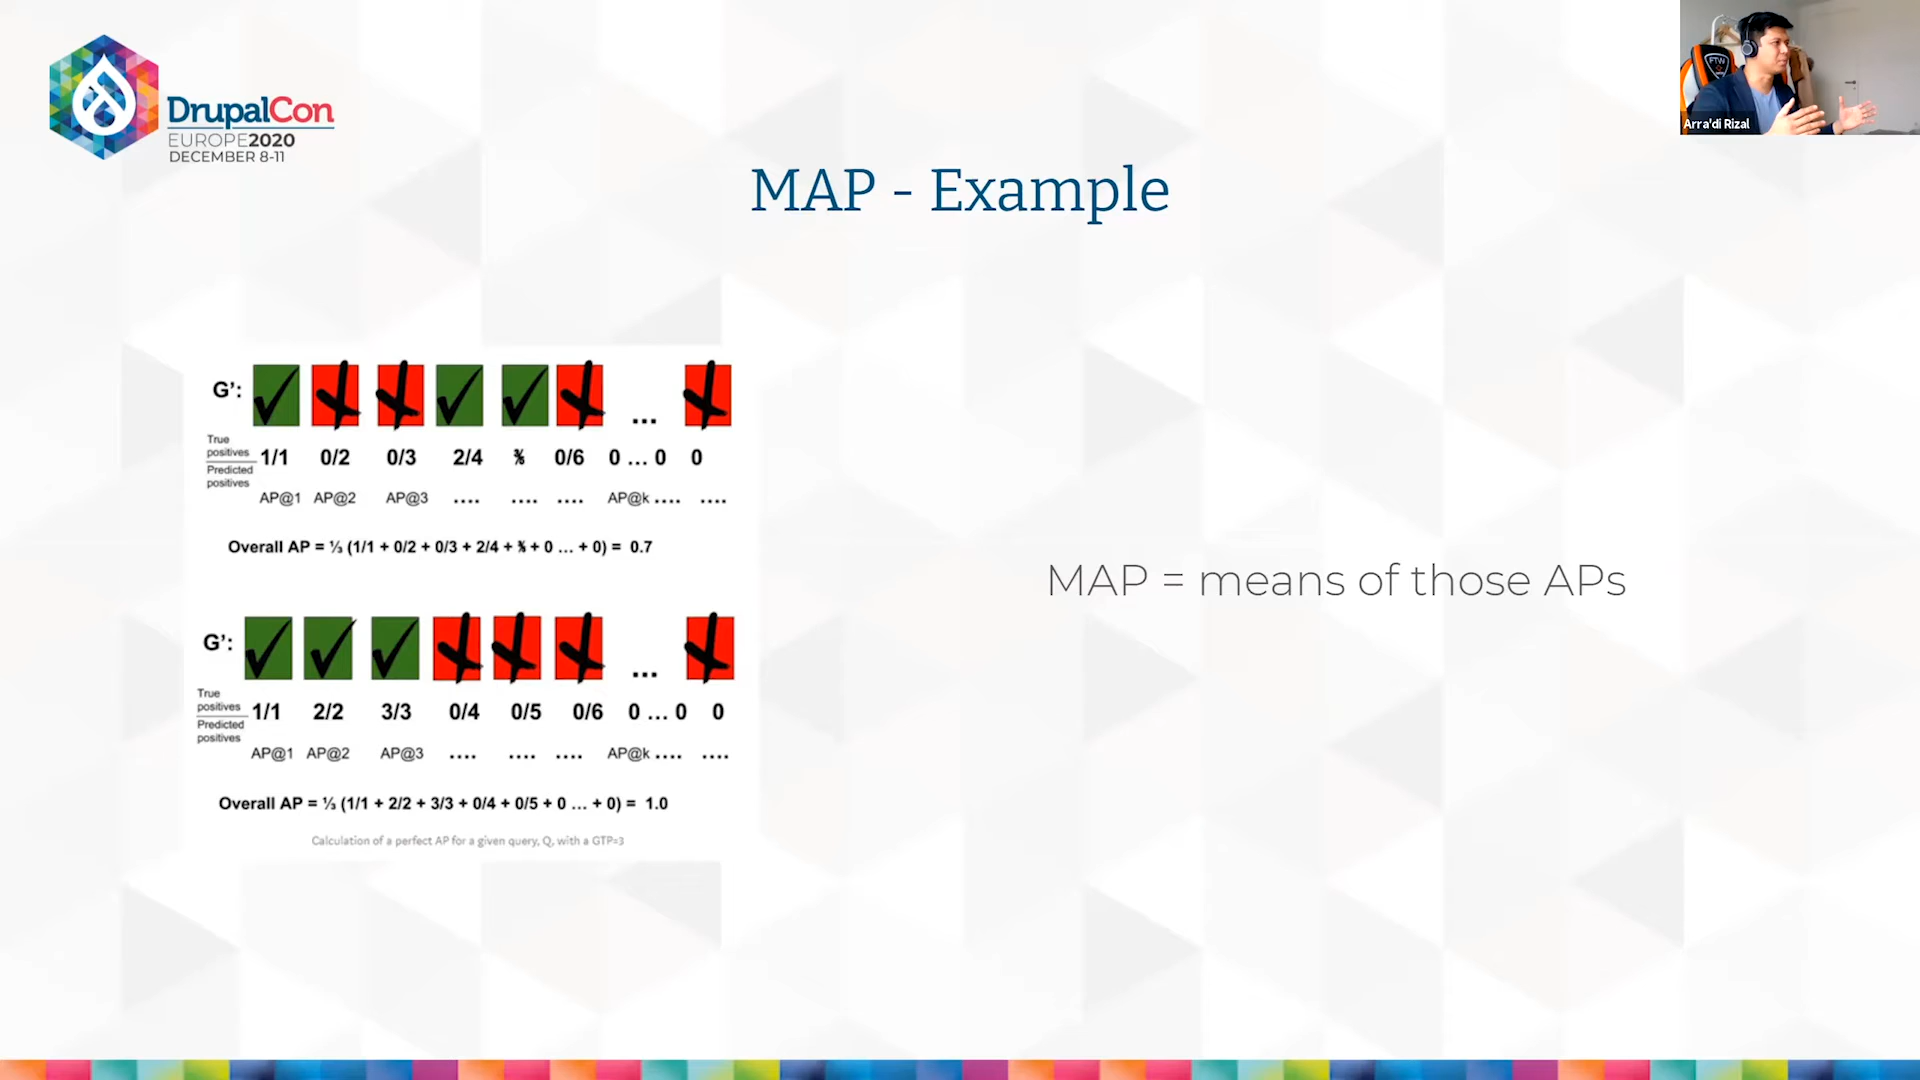 DrupalCon
EUROPE2020
DECEMBER 8-11
FTW
Arra'di Rizal
MAP - Example
G':
...
True
positives
Predicted
positives
1/1 0/2 0/3 2/4 ⅗ 0/6 0 ... 0 0
AP@1 AP@2 AP@3 .... .... .... AP@k .... ....
Overall AP = ⅓ (1/1 + 0/2 + 0/3 + 2/4 + ⅗ + 0 ... + 0) = 0.7
G':
...
True
positives
Predicted
positives
1/1 2/2 3/3 0/4 0/5 0/6 0 ... 0 0
AP@1 AP@2 AP@3 .... .... .... AP@k .... ....
Overall AP = ⅓ (1/1 + 2/2 + 3/3 + 0/4 + 0/5 + 0 ... + 0) = 1.0
Calculation of a perfect AP for a given query, Q, with a GTP=3
MAP = means of those APs